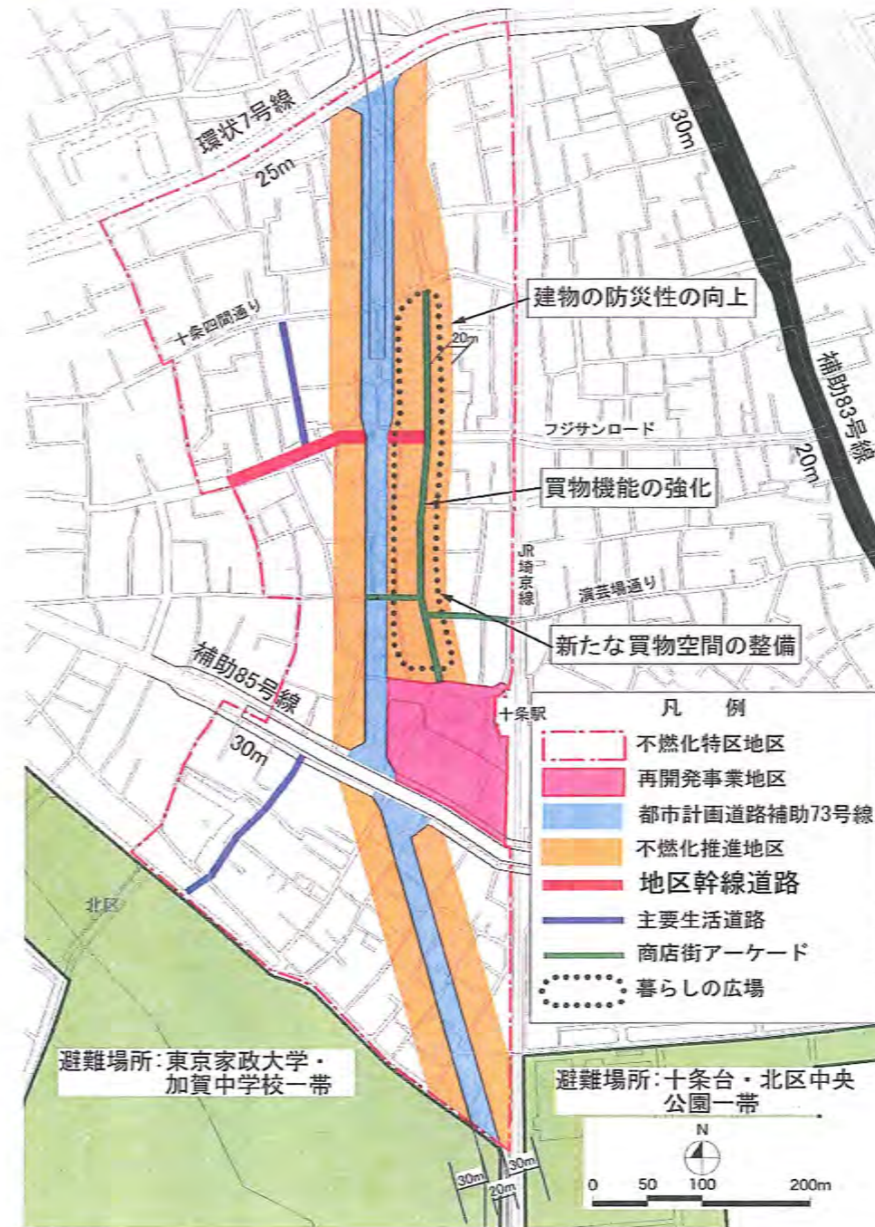 環状7号線
25m
30m
建物の防災性の向上
十条四間通り
20m
補助83号線
20m
フジサンロード
買物機能の強化
JR埼京線
演芸場通り
新たな買物空間の整備
補助85号線
30m
十条駅
凡 例
不燃化特区地区
再開発事業地区
都市計画道路補助73号線
不燃化推進地区
地区幹線道路
主要生活道路
商店街アーケード
暮らしの広場
北区
避難場所:東京家政大学・
加賀中学校一帯
避難場所:十条台・北区中央
公園一帯
N
0 50 100 200m
30m
20m
30m